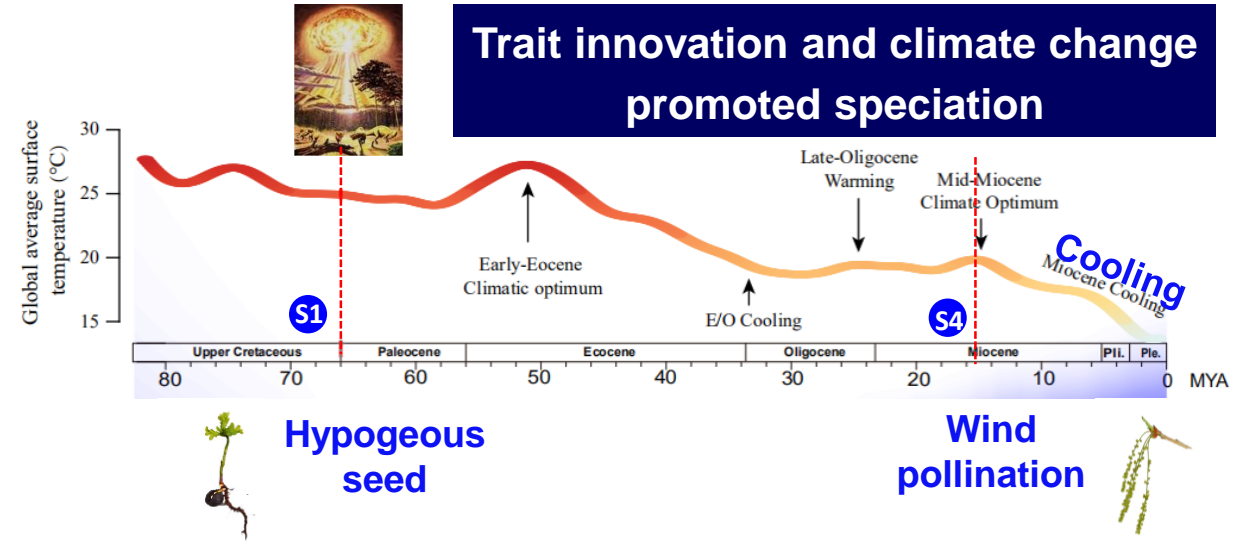 Trait innovation and climate change
promoted speciation
Global average surface
temperature (°C)
30
25
20
15
Late-Oligocene
Warming
Mid-Miocene
Climate Optimum
Early-Eocene
Climatic optimum
E/O Cooling
Cooling
Miocene Cooling
S1
S4
Upper Cretaceous
Paleocene
Ecocene
Oligocene
Miocene
Pli.
Ple.
80
70
60
50
40
30
20
10
0
MYA
Hypogeous
seed
Wind
pollination